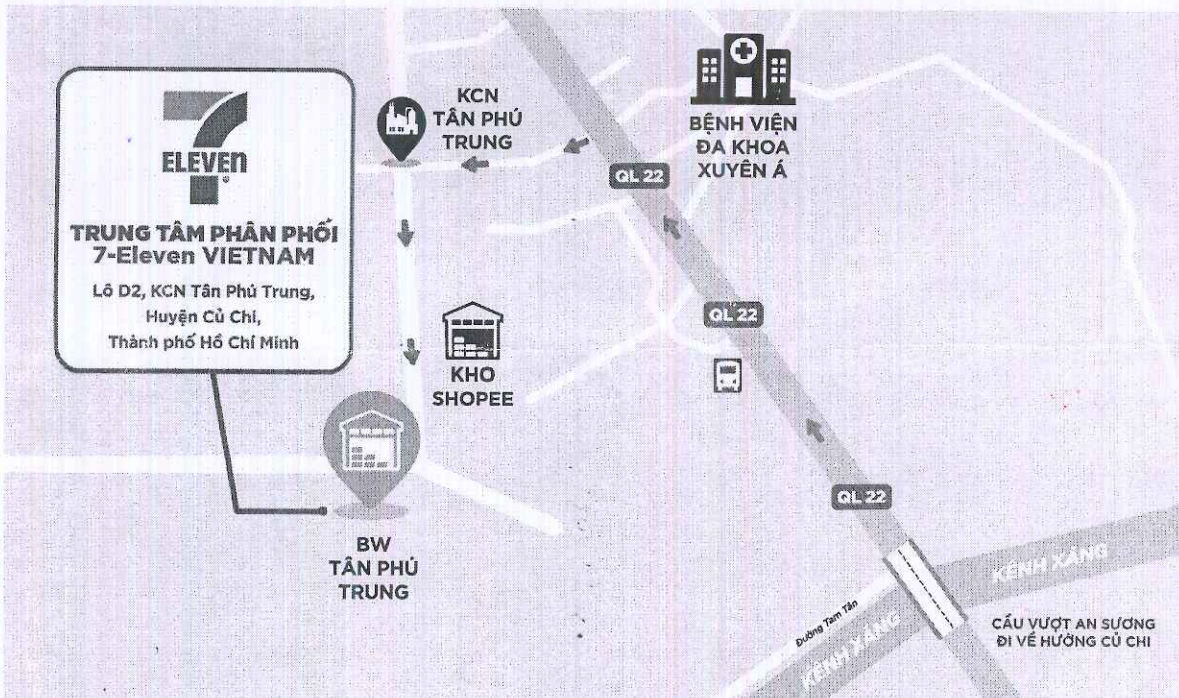 7
ELEVEN
TRUNG TÂM PHÂN PHỐI
7-Eleven VIETNAM
Lô D2, KCN Tân Phú Trung,
Huyện Củ Chi,
Thành phố Hồ Chí Minh
KCN
TÂN PHÚ
TRUNG
BỆNH VIỆN
ĐA KHOA
XUYÊN Á
QL 22
QL 22
KHO
SHOPEE
QL 22
BW
TÂN PHÚ
TRUNG
KÊNH XÁNG
Đường Tam Tân
KÊNH XÁNG
CẦU VƯỢT AN SƯƠNG
ĐI VỀ HƯỚNG CỦ CHI